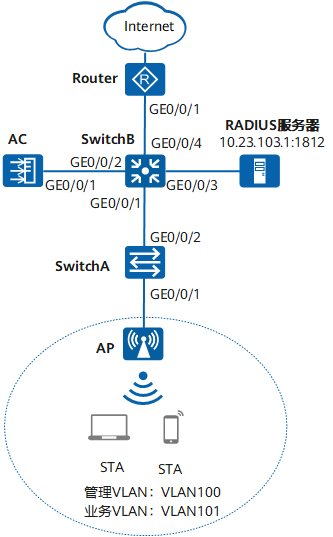 Internet
Router
R
GE0/0/1
AC
SwitchB
GE0/0/4
RADIUS服务器
10.23.103.1:1812
GE0/0/2
GE0/0/1
GE0/0/3
GE0/0/1
GE0/0/2
SwitchA
GE0/0/1
AP
STA
STA
管理VLAN：VLAN100
业务VLAN：VLAN101